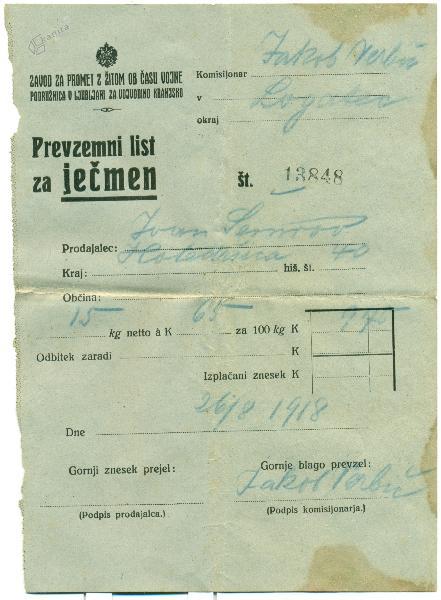 kamra
ZAVOD ZA PROMET Z ŽITOM OB ČASU VOJNE
PODRUŽNICA V LJUBLJANI ZA VOJVODINO KRANJSKO
Komisijonar Jakob Verbič
v Logatec
okraj
Prevzemni list
za ječmen
št. 13848
Prodajalec: Ivan
Kraj: 40 hiš. št.
Občina:
15 kg netto à K 65 za 100 kg K 975
Odbitek zaradi K
Izplačani znesek K
Dne 26/8 1918
Gornji znesek prejel: Gornje blago prevzel:
Jakob Verbič
(Podpis prodajalca.) (Podpis komisijonarja.)